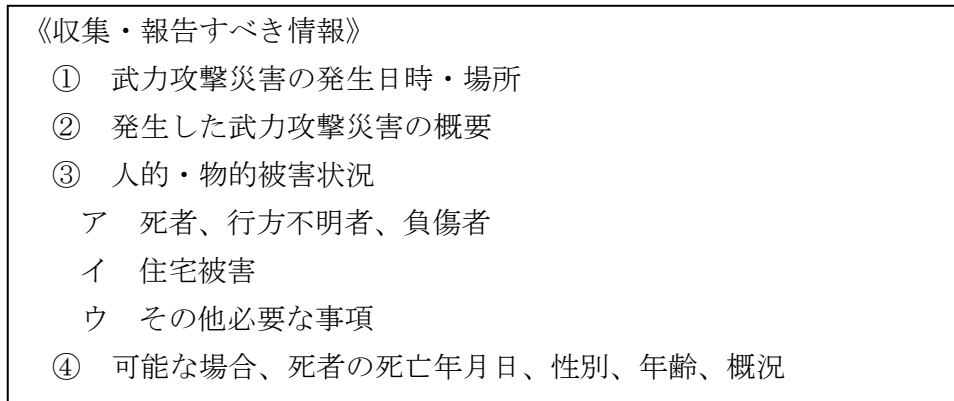 《収集・報告すべき情報》
① 武力攻撃災害の発生日時・場所
② 発生した武力攻撃災害の概要
③ 人的・物的被害状況
ア 死者、行方不明者、負傷者
イ 住宅被害
ウ その他必要な事項
④ 可能な場合、死者の死亡年月日、性別、年齢、概況